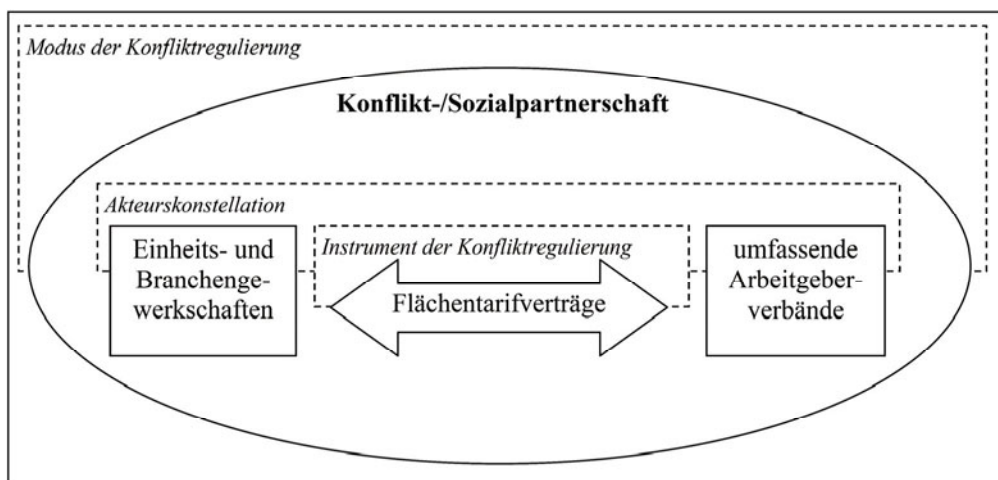 Modus der Konfliktregulierung
Konflikt-/Sozialpartnerschaft
Akteurskonstellation
Einheits- und
Branchenge-
werkschaften
Instrument der Konfliktregulierung
Flächentarifverträge
umfassende
Arbeitgeber-
verbände